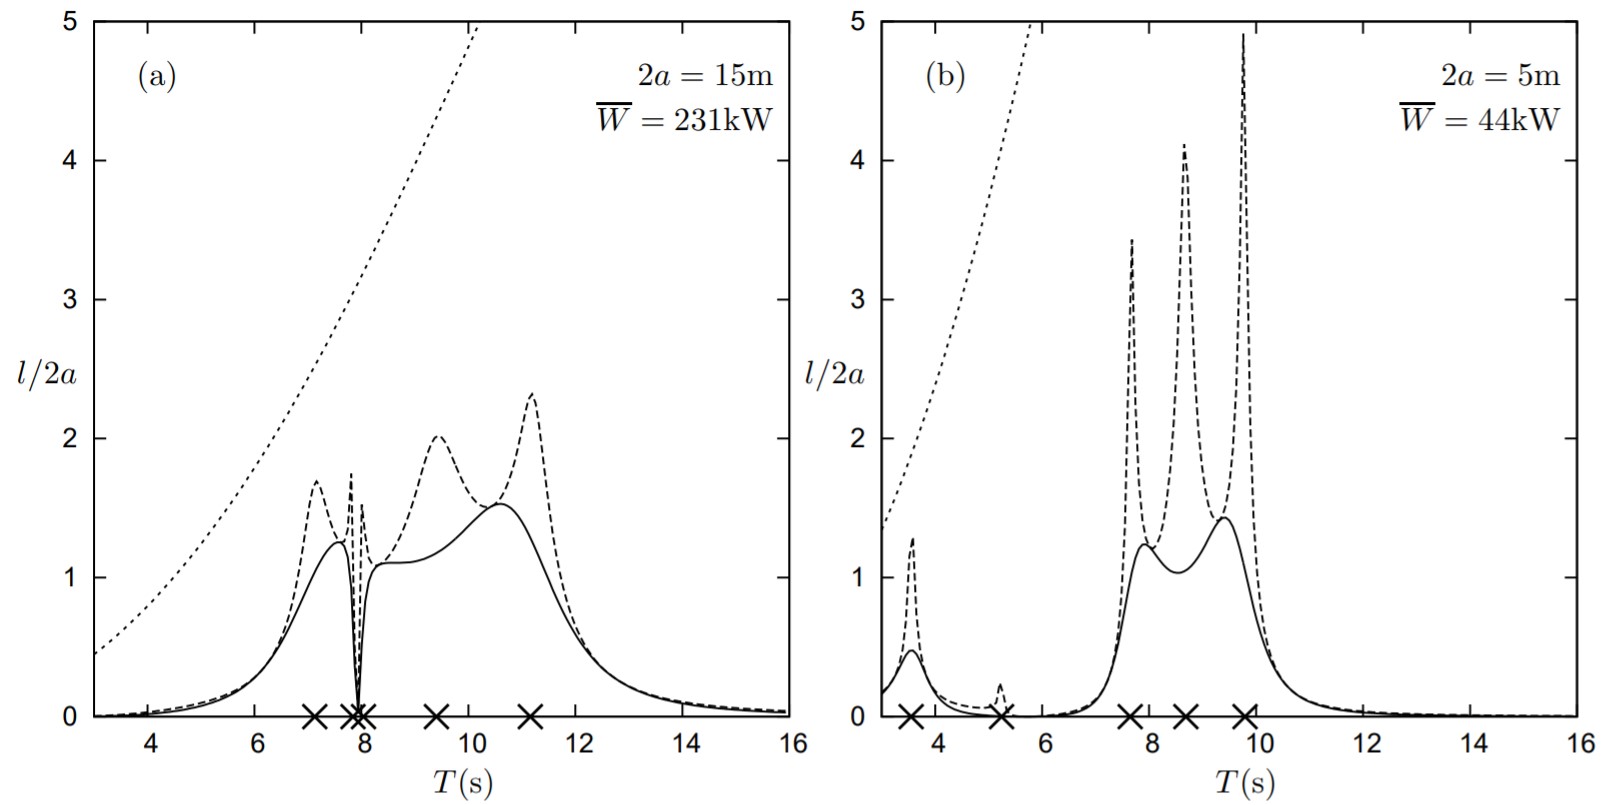 5
4
3
2
1
0
l/2a
(a)
2a = 15m
W̅ = 231kW
4 6 8 10 12 14 16
T(s)
5
4
3
2
1
0
l/2a
(b)
2a = 5m
W̅ = 44kW
4 6 8 10 12 14 16
T(s)